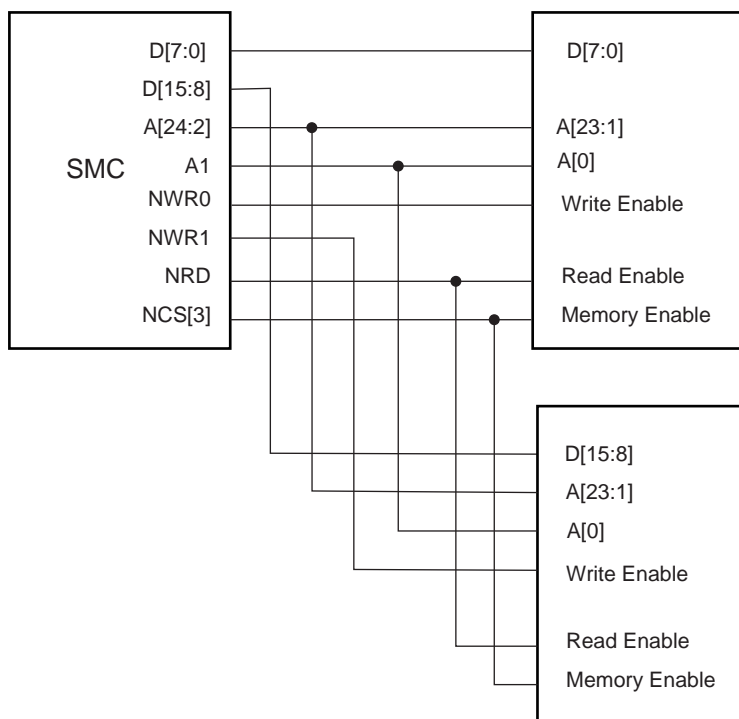 SMC
D[7:0]
D[15:8]
A[24:2]
A1
NWR0
NWR1
NRD
NCS[3]
D[7:0]
A[23:1]
A[0]
Write Enable
Read Enable
Memory Enable
D[15:8]
A[23:1]
A[0]
Write Enable
Read Enable
Memory Enable